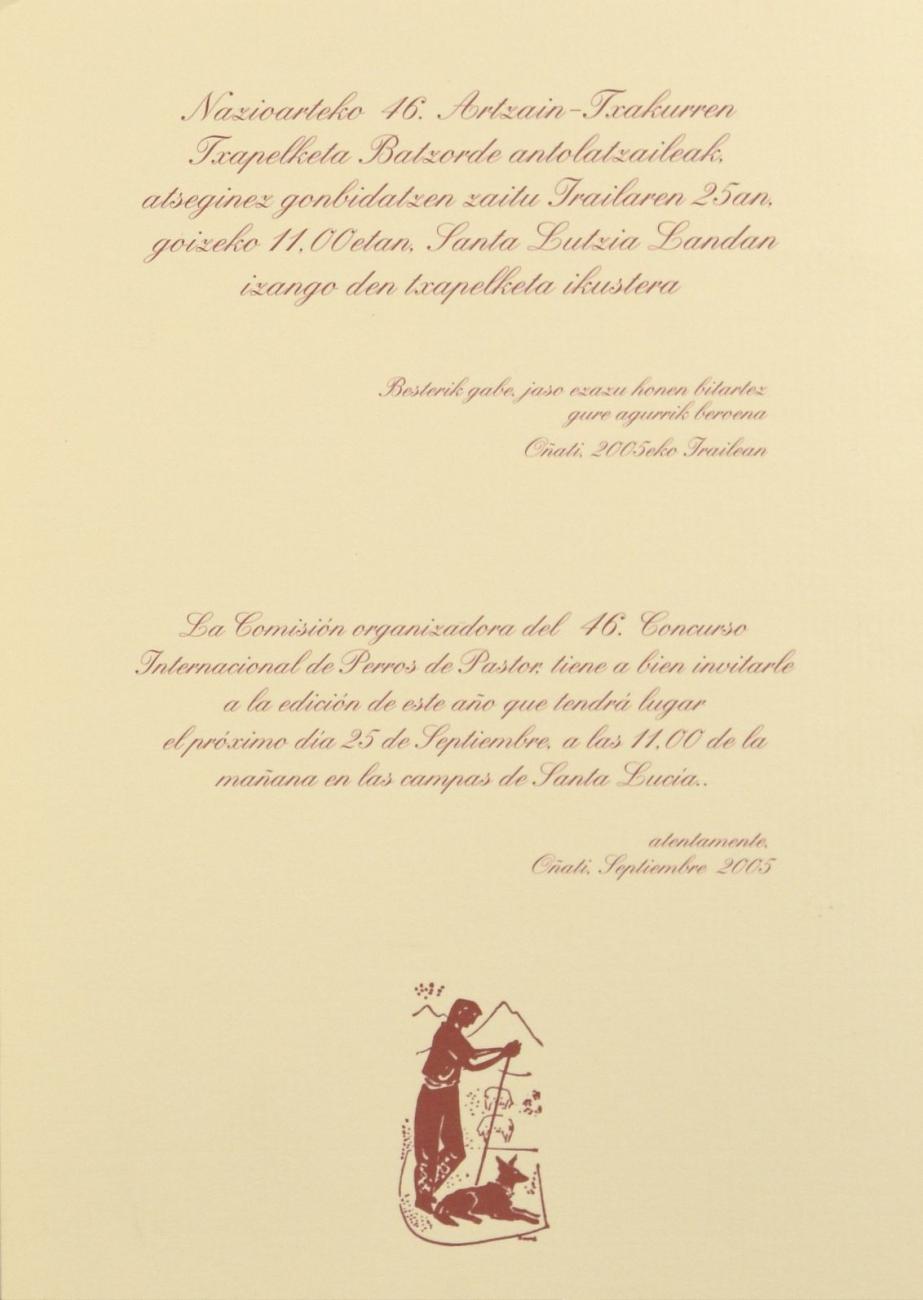 Nazioarteko 46. Artzain-Txakurren
Txapelketa Batzorde antolatzaileak,
atseginez gonbidatzen zaitu Irailaren 25an,
goizeko 11,00etan, Santa Lutzia Landan
izango den txapelketa ikustera
Besterik gabe, jaso ezazu honen bitartez
gure agurrik beroena
Oñati, 2005eko Irailean
La Comisión organizadora del 46. Concurso
Internacional de Perros de Pastor, tiene a bien invitarle
a la edición de este año que tendrá lugar
el próximo día 25 de Septiembre, a las 11,00 de la
mañana en las campas de Santa Lucía..
atentamente,
Oñati, Septiembre 2005